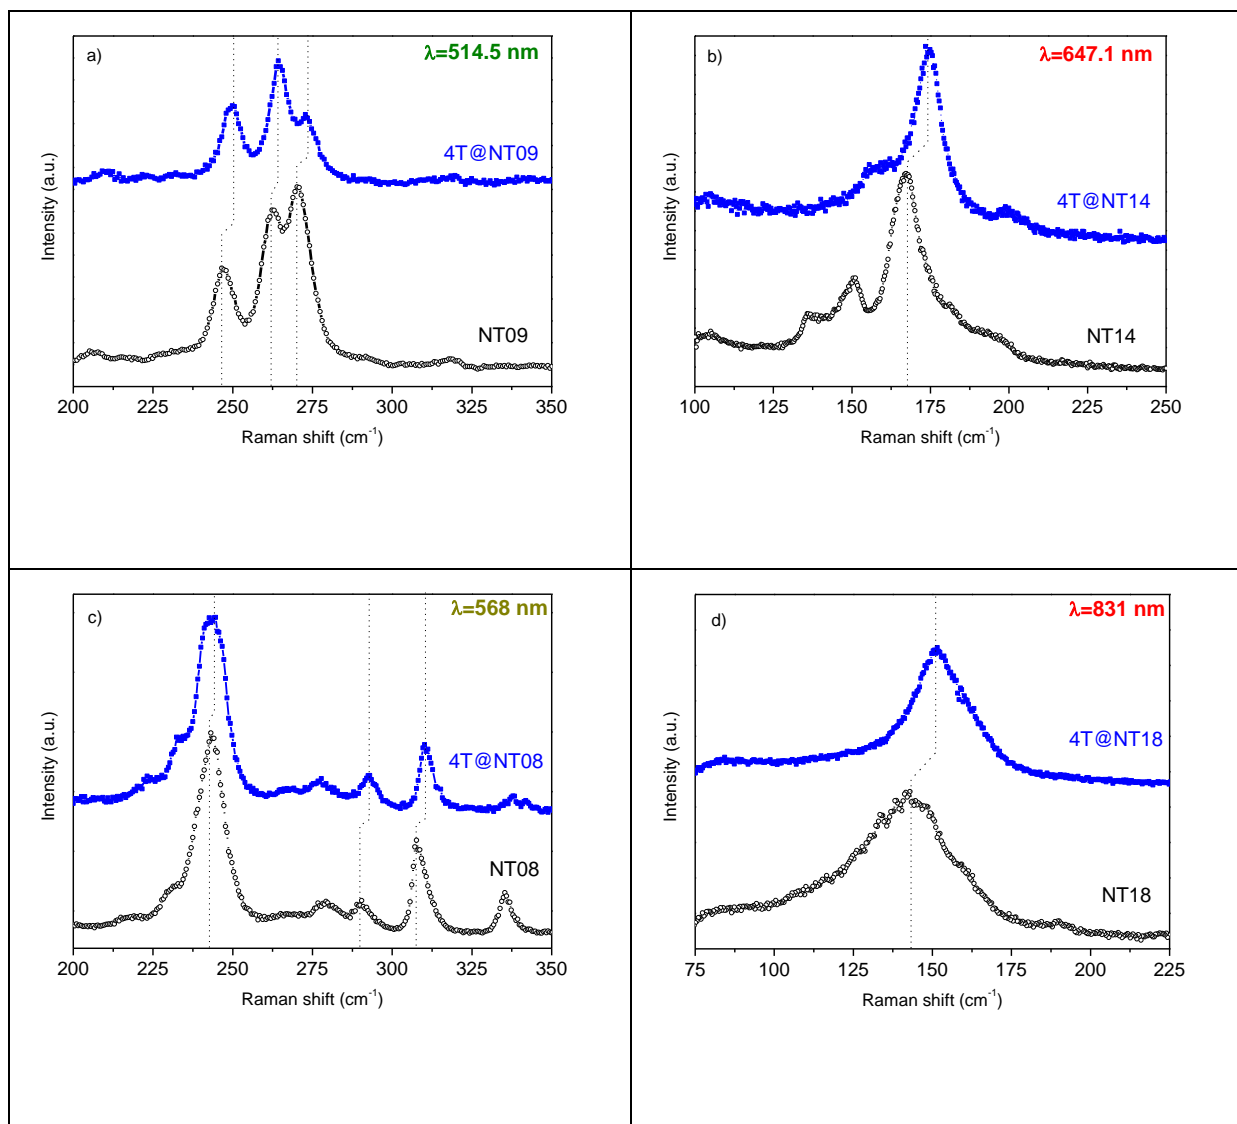 a)
λ=514.5 nm
4T@NT09
NT09
Intensity (a.u.)
200 225 250 275 300 325 350
Raman shift (cm⁻¹)
b)
λ=647.1 nm
4T@NT14
NT14
Intensity (a.u.)
100 125 150 175 200 225 250
Raman shift (cm⁻¹)
c)
λ=568 nm
4T@NT08
NT08
Intensity (a.u.)
200 225 250 275 300 325 350
Raman shift (cm⁻¹)
d)
λ=831 nm
4T@NT18
NT18
Intensity (a.u.)
75 100 125 150 175 200 225
Raman shift (cm⁻¹)